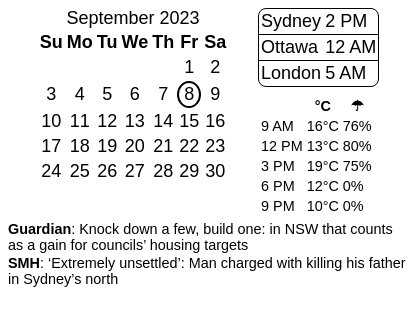 September 2023
Su Mo Tu We Th Fr Sa
1 2
3 4 5 6 7 8 9
10 11 12 13 14 15 16
17 18 19 20 21 22 23
24 25 26 27 28 29 30
Sydney 2 PM
Ottawa 12 AM
London 5 AM
°C ☂
9 AM 16°C 76%
12 PM 13°C 80%
3 PM 19°C 75%
6 PM 12°C 0%
9 PM 10°C 0%
Guardian: Knock down a few, build one: in NSW that counts
as a gain for councils’ housing targets
SMH: ‘Extremely unsettled’: Man charged with killing his father
in Sydney’s north